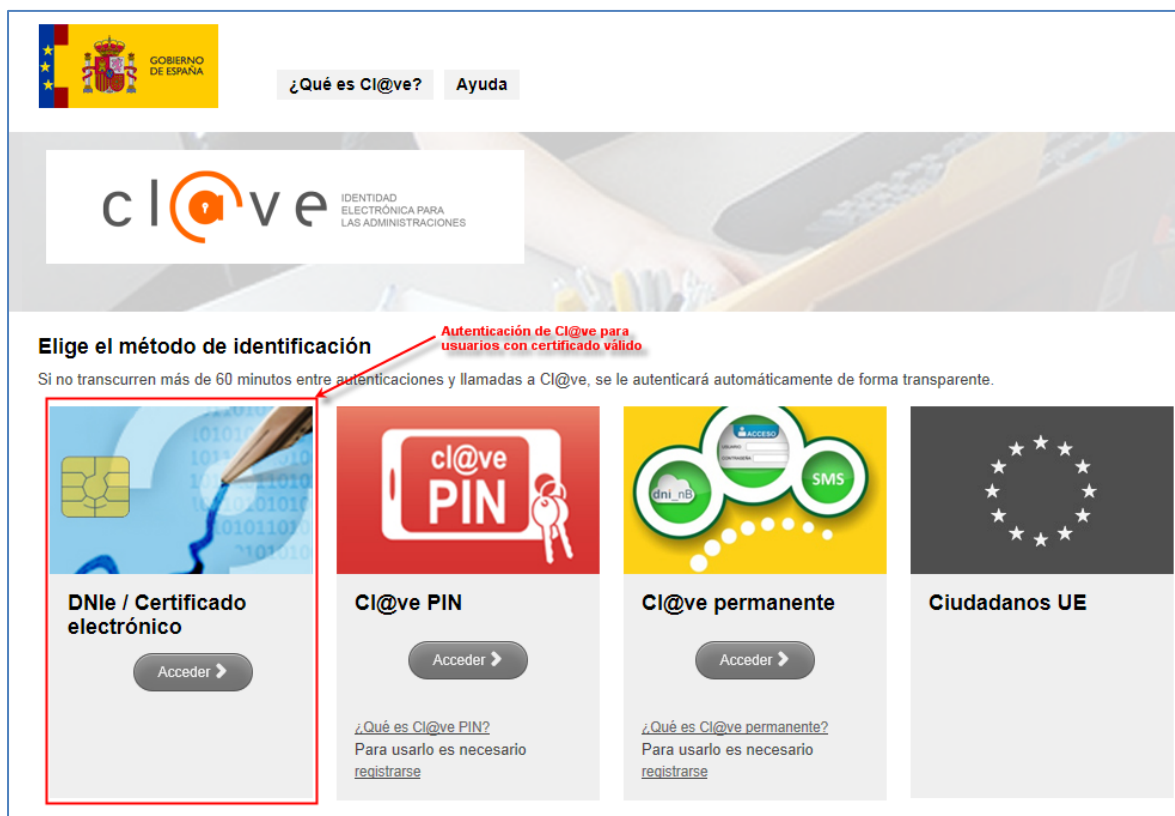 GOBIERNO
DE ESPAÑA
¿Qué es Cl@ve?
Ayuda
cl@ve
IDENTIDAD
ELECTRÓNICA PARA
LAS ADMINISTRACIONES
Autenticación de Cl@ve para
usuarios con certificado válido
Elige el método de identificación
Si no transcurren más de 60 minutos entre autenticaciones y llamadas a Cl@ve, se le autenticará automáticamente de forma transparente.
cl@ve
PIN
ACCESO
USUARIO
CONTRASEÑA
dni_nB
SMS
DNIe / Certificado
electrónico
Acceder
Cl@ve PIN
Acceder
¿Qué es Cl@ve PIN?
Para usarlo es necesario
registrarse
Cl@ve permanente
Acceder
¿Qué es Cl@ve permanente?
Para usarlo es necesario
registrarse
Ciudadanos UE